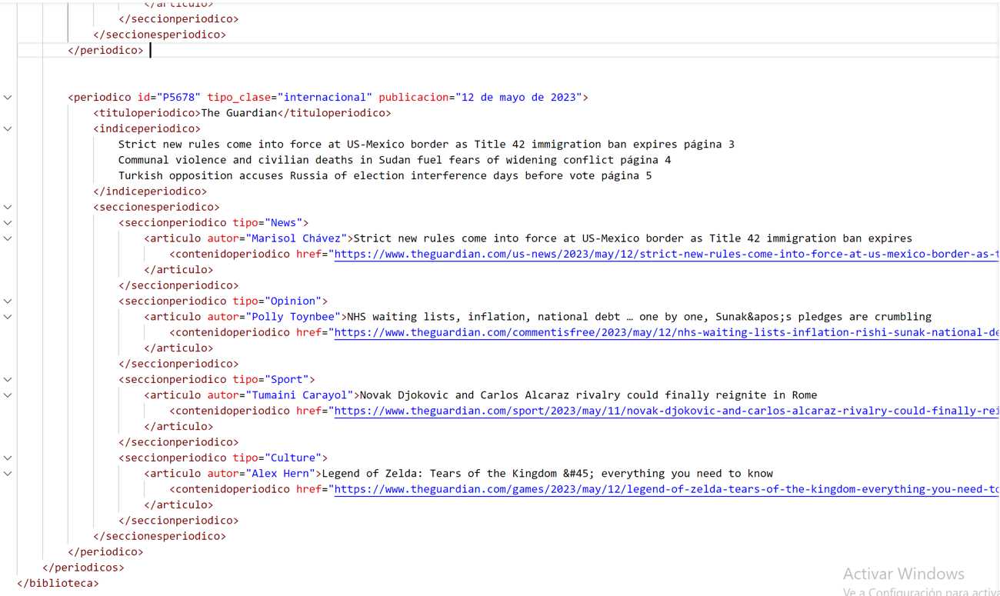 </articulo>
</seccionperiodico>
</seccionesperiodico>
</periodico>
<periodico id="P5678" tipo_clase="internacional" publicacion="12 de mayo de 2023">
<tituloperiodico>The Guardian</tituloperiodico>
<indiceperiodico>
Strict new rules come into force at US-Mexico border as Title 42 immigration ban expires página 3
Communal violence and civilian deaths in Sudan fuel fears of widening conflict página 4
Turkish opposition accuses Russia of election interference days before vote página 5
</indiceperiodico>
<seccionesperiodico>
<seccionperiodico tipo="News">
<articulo autor="Marisol Chávez">Strict new rules come into force at US-Mexico border as Title 42 immigration ban expires
<contenidoperiodico href="https://www.theguardian.com/us-news/2023/may/12/strict-new-rules-come-into-force-at-us-mexico-border-as-t
</articulo>
</seccionperiodico>
<seccionperiodico tipo="Opinion">
<articulo autor="Polly Toynbee">NHS waiting lists, inflation, national debt … one by one, Sunak&apos;s pledges are crumbling
<contenidoperiodico href="https://www.theguardian.com/commentisfree/2023/may/12/nhs-waiting-lists-inflation-rishi-sunak-national-de
</articulo>
</seccionperiodico>
<seccionperiodico tipo="Sport">
<articulo autor="Tumaini Carayol">Novak Djokovic and Carlos Alcaraz rivalry could finally reignite in Rome
<contenidoperiodico href="https://www.theguardian.com/sport/2023/may/11/novak-djokovic-and-carlos-alcaraz-rivalry-could-finally-rei
</articulo>
</seccionperiodico>
<seccionperiodico tipo="Culture">
<articulo autor="Alex Hern">Legend of Zelda: Tears of the Kingdom &#45; everything you need to know
<contenidoperiodico href="https://www.theguardian.com/games/2023/may/12/legend-of-zelda-tears-of-the-kingdom-everything-you-need-to
</articulo>
</seccionperiodico>
</seccionesperiodico>
</periodico>
</periodicos>
</biblioteca>
Activar Windows
Ve a Configuración para activa